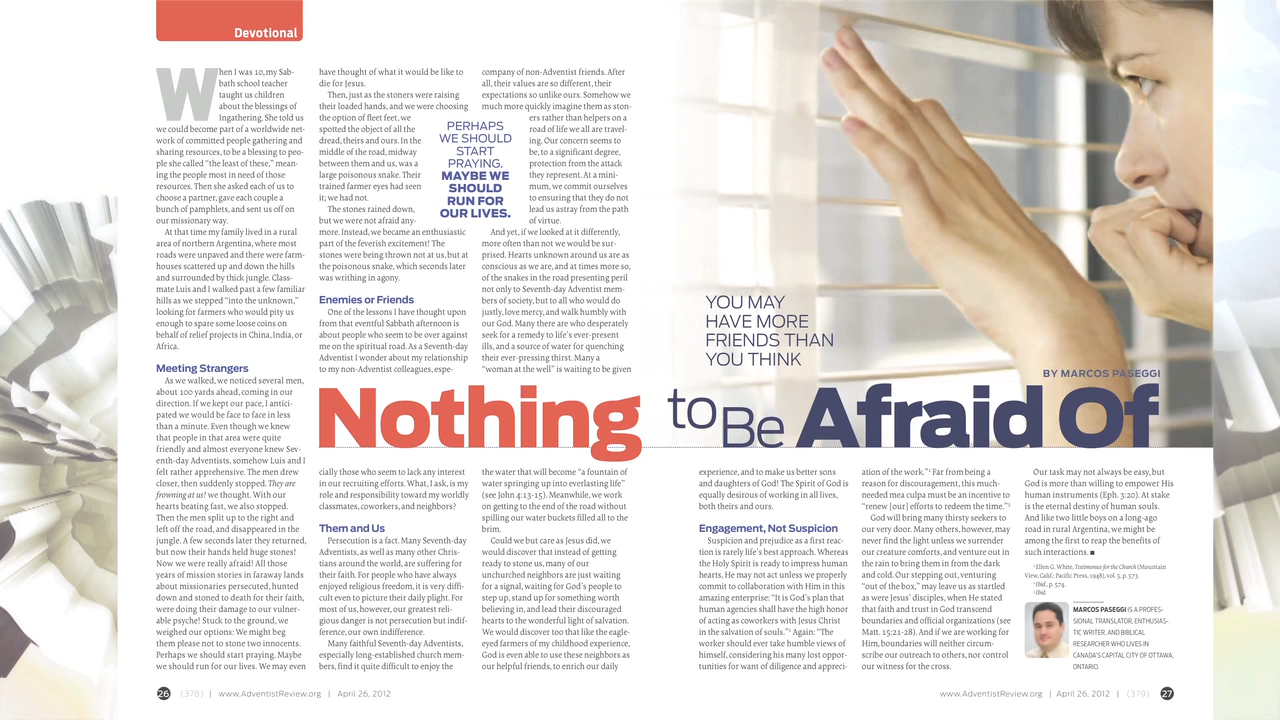 Devotional
When I was 10, my Sab-
bath school teacher
taught us children
about the blessings of
Ingathering. She told us
we could become part of a worldwide net-
work of committed people gathering and
sharing resources, to be a blessing to peo-
ple she called “the least of these,” mean-
ing the people most in need of those
resources. Then she asked each of us to
choose a partner, gave each couple a
bunch of pamphlets, and sent us off on
our missionary way.
At that time my family lived in a rural
area of northern Argentina, where most
roads were unpaved and there were farm-
houses scattered up and down the hills
and surrounded by thick jungle. Class-
mate Luis and I walked past a few familiar
hills as we stepped “into the unknown,”
looking for farmers who would pity us
enough to spare some loose coins on
behalf of relief projects in China, India, or
Africa.
Meeting Strangers
As we walked, we noticed several men,
about 100 yards ahead, coming in our
direction. If we kept our pace, I antici-
pated we would be face to face in less
than a minute. Even though we knew
that people in that area were quite
friendly and almost everyone knew Sev-
enth-day Adventists, somehow Luis and I
felt rather apprehensive. The men drew
closer, then suddenly stopped. They are
frowning at us! we thought. With our
hearts beating fast, we also stopped.
Then the men split up to the right and
left off the road, and disappeared in the
jungle. A few seconds later they returned,
but now their hands held huge stones!
Now we were really afraid! All those
years of mission stories in faraway lands
about missionaries persecuted, hunted
down and stoned to death for their faith,
were doing their damage to our vulner-
able psyche! Stuck to the ground, we
weighed our options: We might beg
them please not to stone two innocents.
Perhaps we should start praying. Maybe
we should run for our lives. We may even
have thought of what it would be like to
die for Jesus.
Then, just as the stoners were raising
their loaded hands, and we were choosing
the option of fleet feet, we
spotted the object of all the
dread, theirs and ours. In the
middle of the road, midway
between them and us, was a
large poisonous snake. Their
trained farmer eyes had seen
it; we had not.
The stones rained down,
but we were not afraid any-
more. Instead, we became an enthusiastic
part of the feverish excitement! The
stones were being thrown not at us, but at
the poisonous snake, which seconds later
was writhing in agony.
Enemies or Friends
One of the lessons I have thought upon
from that eventful Sabbath afternoon is
about people who seem to be over against
me on the spiritual road. As a Seventh-day
Adventist I wonder about my relationship
to my non-Adventist colleagues, espe-
PERHAPS
WE SHOULD
START
PRAYING.
MAYBE WE
SHOULD
RUN FOR
OUR LIVES.
company of non-Adventist friends. After
all, their values are so different, their
expectations so unlike ours. Somehow we
much more quickly imagine them as ston-
ers rather than helpers on a
road of life we all are travel-
ing. Our concern seems to
be, to a significant degree,
protection from the attack
they represent. At a mini-
mum, we commit ourselves
to ensuring that they do not
lead us astray from the path
of virtue.
And yet, if we looked at it differently,
more often than not we would be sur-
prised. Hearts unknown around us are as
conscious as we are, and at times more so,
of the snakes in the road presenting peril
not only to Seventh-day Adventist mem-
bers of society, but to all who would do
justly, love mercy, and walk humbly with
our God. Many there are who desperately
seek for a remedy to life’s ever-present
ills, and a source of water for quenching
their ever-pressing thirst. Many a
“woman at the well” is waiting to be given
YOU MAY
HAVE MORE
FRIENDS THAN
YOU THINK
BY MARCOS PASEGGI
Nothing to Be Afraid Of
cially those who seem to lack any interest
in our recruiting efforts. What, I ask, is my
role and responsibility toward my worldly
classmates, coworkers, and neighbors?
Them and Us
Persecution is a fact. Many Seventh-day
Adventists, as well as many other Chris-
tians around the world, are suffering for
their faith. For people who have always
enjoyed religious freedom, it is very diffi-
cult even to picture their daily plight. For
most of us, however, our greatest reli-
gious danger is not persecution but indif-
ference, our own indifference.
Many faithful Seventh-day Adventists,
especially long-established church mem-
bers, find it quite difficult to enjoy the
the water that will become “a fountain of
water springing up into everlasting life”
(see John 4:13-15). Meanwhile, we work
on getting to the end of the road without
spilling our water buckets filled all to the
brim.
Could we but care as Jesus did, we
would discover that instead of getting
ready to stone us, many of our
unchurched neighbors are just waiting
for a signal, waiting for God’s people to
step up, stand up for something worth
believing in, and lead their discouraged
hearts to the wonderful light of salvation.
We would discover too that like the eagle-
eyed farmers of my childhood experience,
God is even able to use these neighbors as
our helpful friends, to enrich our daily
experience, and to make us better sons
and daughters of God! The Spirit of God is
equally desirous of working in all lives,
both theirs and ours.
Engagement, Not Suspicion
Suspicion and prejudice as a first reac-
tion is rarely life’s best approach. Whereas
the Holy Spirit is ready to impress human
hearts, He may not act unless we properly
commit to collaboration with Him in this
amazing enterprise: “It is God’s plan that
human agencies shall have the high honor
of acting as coworkers with Jesus Christ
in the salvation of souls.”¹ Again: “The
worker should ever take humble views of
himself, considering his many lost oppor-
tunities for want of diligence and appreci-
ation of the work.”² Far from being a
reason for discouragement, this much-
needed mea culpa must be an incentive to
“renew [our] efforts to redeem the time.”³
God will bring many thirsty seekers to
our very door. Many others, however, may
never find the light unless we surrender
our creature comforts, and venture out in
the rain to bring them in from the dark
and cold. Our stepping out, venturing
“out of the box,” may leave us as startled
as were Jesus’ disciples, when He stated
that faith and trust in God transcend
boundaries and official organizations (see
Matt. 15:21-28). And if we are working for
Him, boundaries will neither circum-
scribe our outreach to others, nor control
our witness for the cross.
Our task may not always be easy, but
God is more than willing to empower His
human instruments (Eph. 3:20). At stake
is the eternal destiny of human souls.
And like two little boys on a long-ago
road in rural Argentina, we might be
among the first to reap the benefits of
such interactions. ■
¹ Ellen G. White, Testimonies for the Church (Mountain
View, Calif.: Pacific Press, 1948), vol. 5, p. 573.
² Ibid., p. 574.
³ Ibid.
MARCOS PASEGGI IS A PROFES-
SIONAL TRANSLATOR, ENTHUSIAS-
TIC WRITER, AND BIBLICAL
RESEARCHER WHO LIVES IN
CANADA’S CAPITAL CITY OF OTTAWA,
ONTARIO.
26 (378) | www.AdventistReview.org | April 26, 2012
www.AdventistReview.org | April 26, 2012 | (379) 27